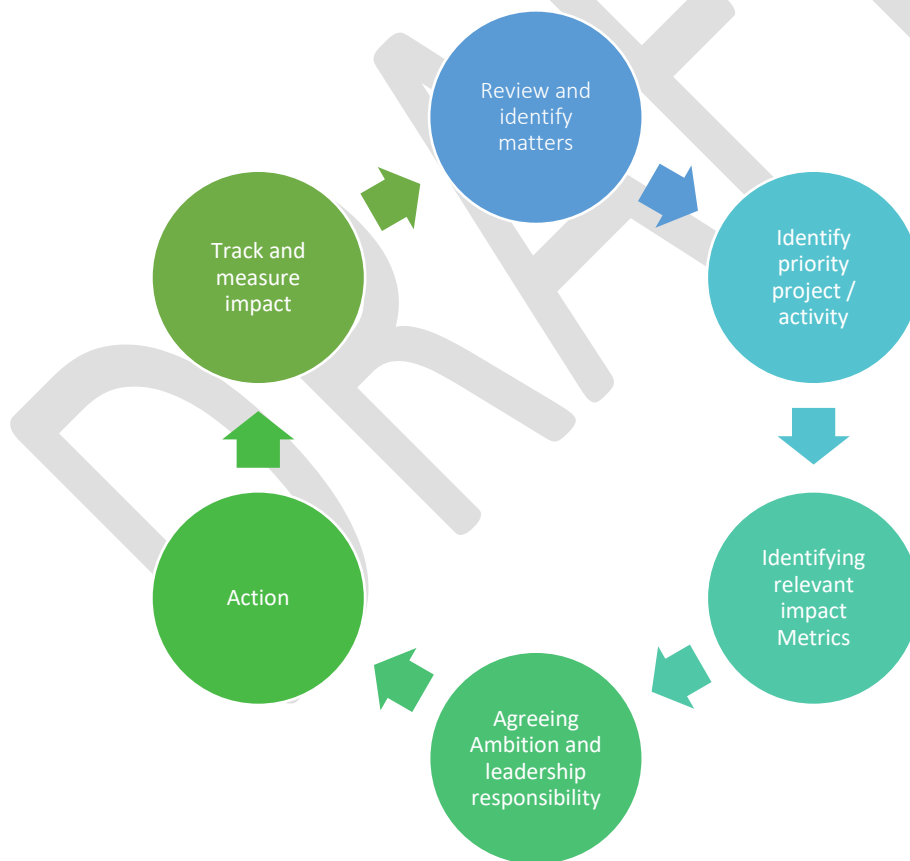 Review and
identify
matters
Identify
priority
project /
activity
Identifying
relevant
impact
Metrics
Agreeing
Ambition and
leadership
responsibility
Action
Track and
measure
impact
DRAFT